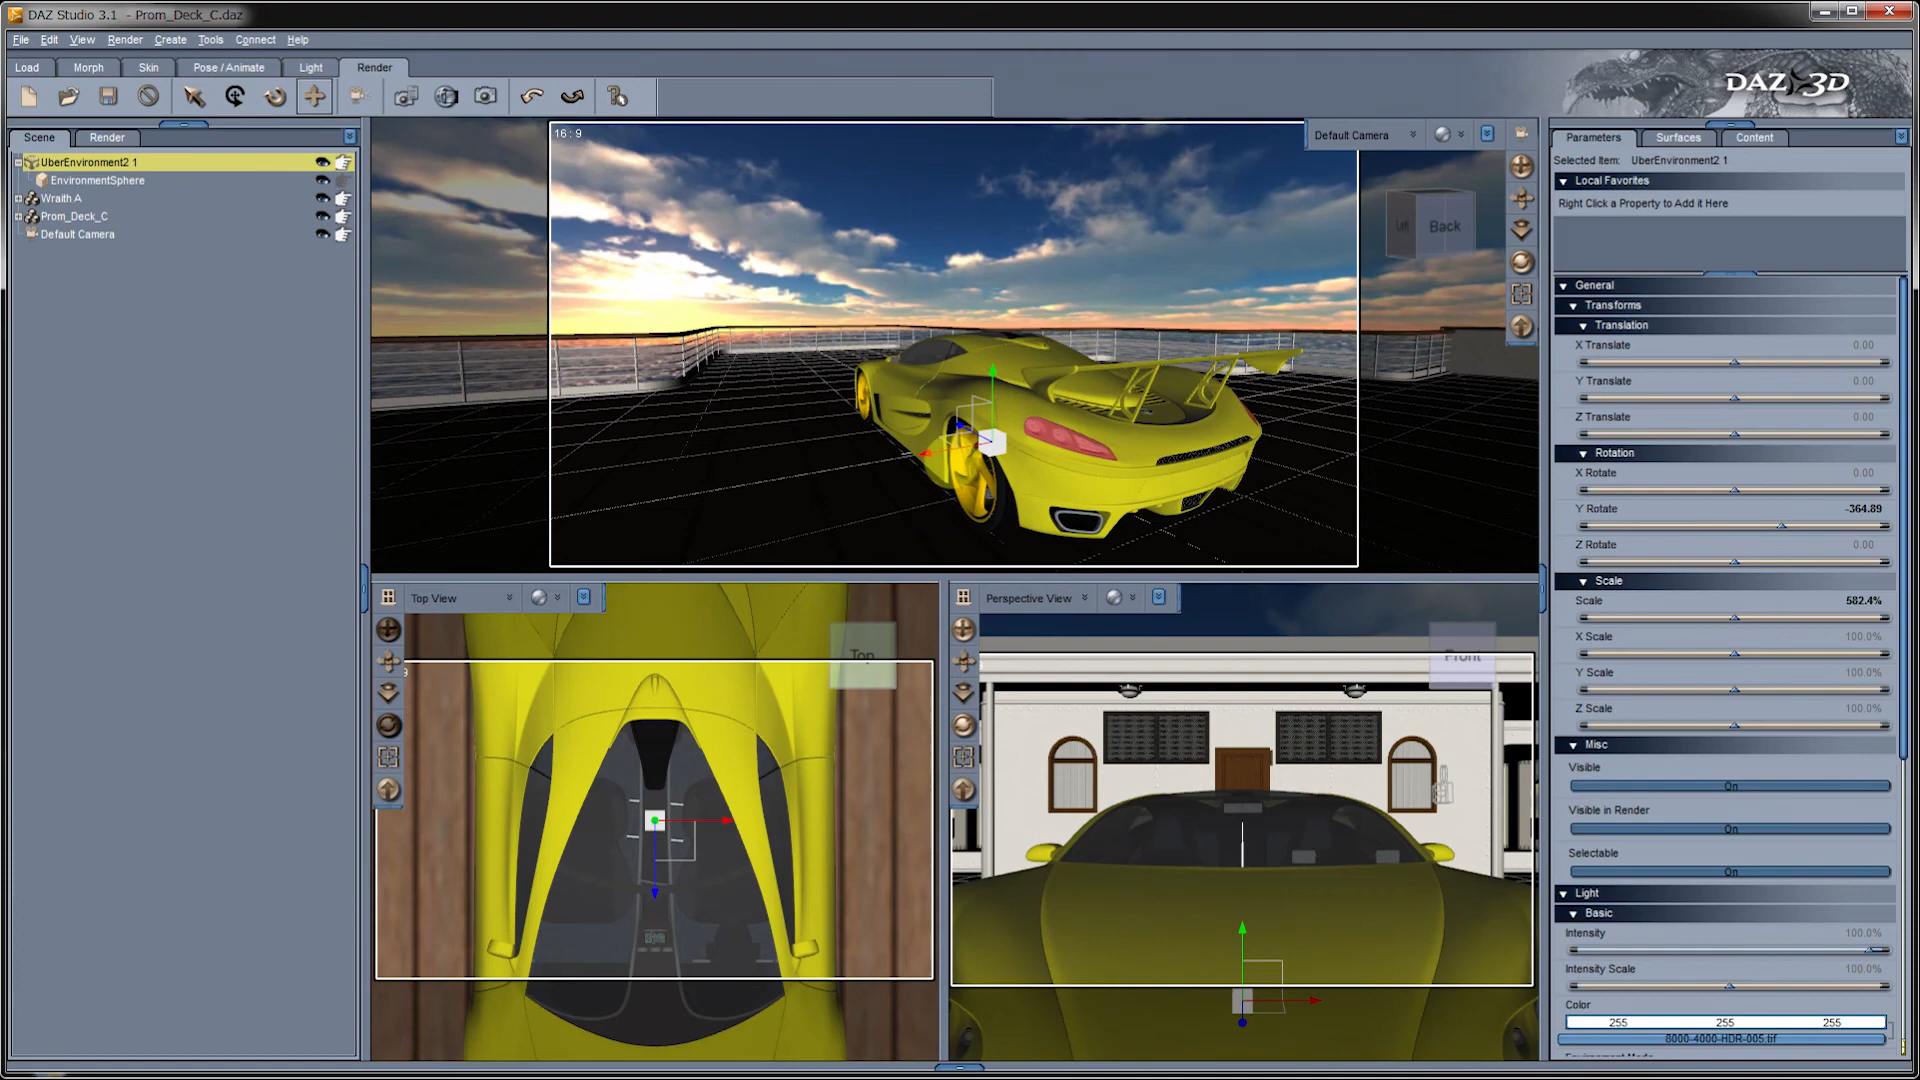 DAZ Studio 3.1 - Prom_Deck_C.daz
File Edit View Render Create Tools Connect Help
Load Morph Skin Pose / Animate Light Render
DAZ 3D
Scene Render
UberEnvironment2 1
EnvironmentSphere
Wraith A
Prom_Deck_C
Default Camera
16 : 9
Default Camera
Left Back
Top View
Top
Perspective View
Front
Parameters Surfaces Content
Selected Item: UberEnvironment2 1
Local Favorites
Right Click a Property to Add it Here
General
Transforms
Translation
X Translate 0.00
Y Translate 0.00
Z Translate 0.00
Rotation
X Rotate 0.00
Y Rotate -364.89
Z Rotate 0.00
Scale
Scale 582.4%
X Scale 100.0%
Y Scale 100.0%
Z Scale 100.0%
Misc
Visible
On
Visible in Render
On
Selectable
On
Light
Basic
Intensity 100.0%
Intensity Scale 100.0%
Color
255 255 255
8000-4000-HDR-005.tif